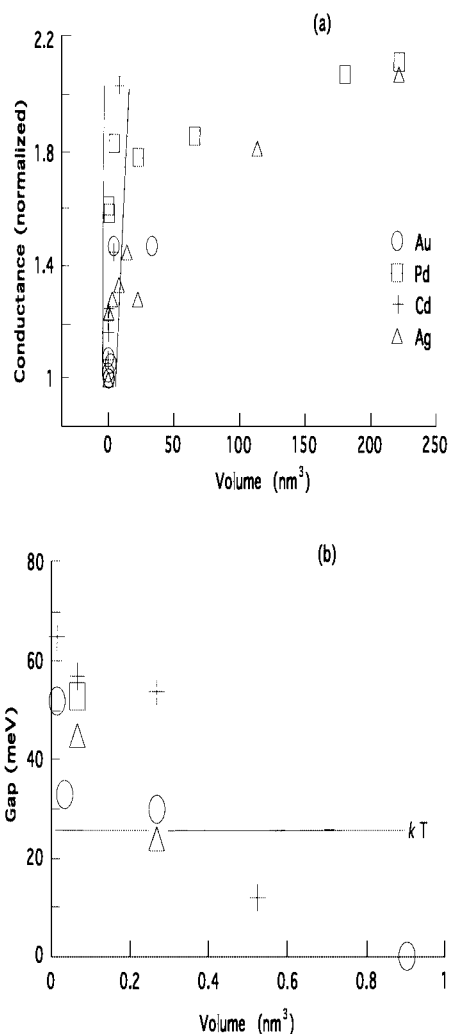 (a)
2.2
1.8
1.4
1
Conductance (normalized)
Au
Pd
Cd
Ag
0 50 100 150 200 250
Volume (nm³)
(b)
80
60
40
20
0
Gap (meV)
kT
0 0.2 0.4 0.6 0.8 1
Volume (nm³)